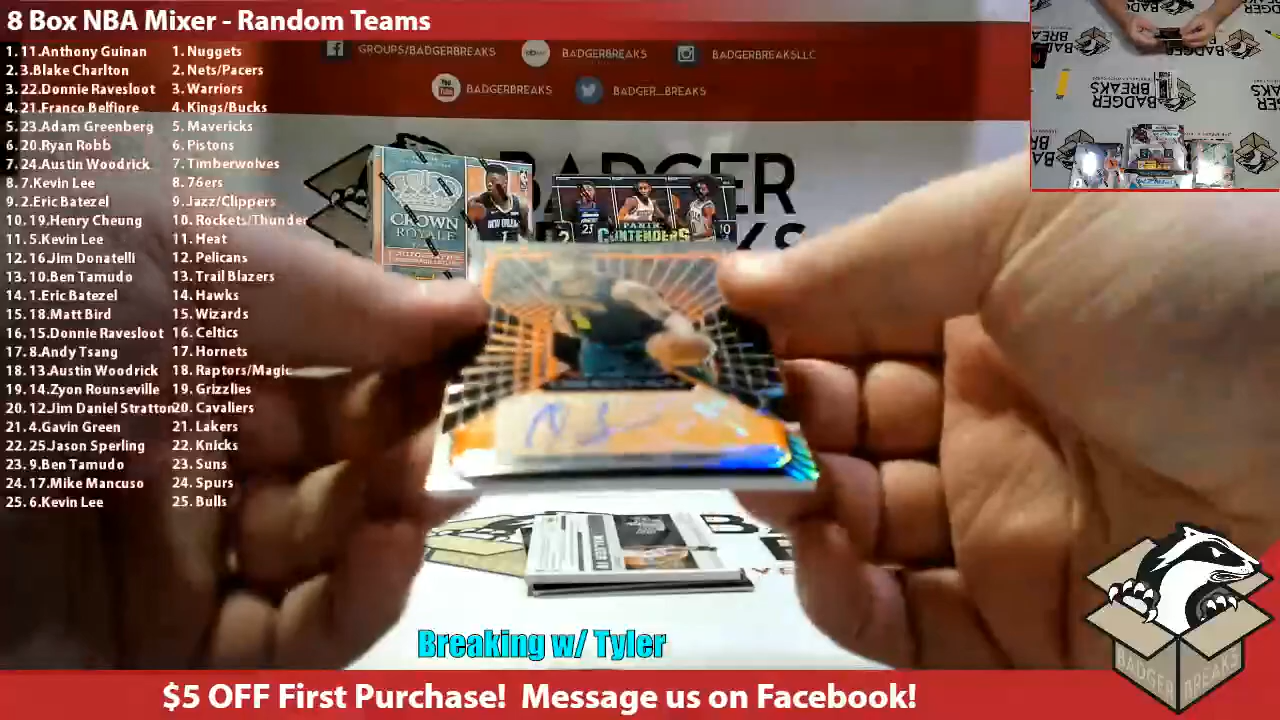 8 Box NBA Mixer - Random Teams
1. 11.Anthony Guinan 1. Nuggets
2. 3.Blake Charlton 2. Nets/Pacers
3. 22.Donnie Ravesloot 3. Warriors
4. 21.Franco Belfiore 4. Kings/Bucks
5. 23.Adam Greenberg 5. Mavericks
6. 20.Ryan Robb 6. Pistons
7. 24.Austin Woodrick 7. Timberwolves
8. 7.Kevin Lee 8. 76ers
9. 2.Eric Batezel 9. Jazz/Clippers
10. 19.Henry Cheung 10. Rockets/Thunder
11. 5.Kevin Lee 11. Heat
12. 16.Jim Donatelli 12. Pelicans
13. 10.Ben Tamudo 13. Trail Blazers
14. 1.Eric Batezel 14. Hawks
15. 18.Matt Bird 15. Wizards
16. 15.Donnie Ravesloot 16. Celtics
17. 8.Andy Tsang 17. Hornets
18. 13.Austin Woodrick 18. Raptors/Magic
19. 14.Zyon Rounseville 19. Grizzlies
20. 12.Jim Daniel Stratton 20. Cavaliers
21. 4.Gavin Green 21. Lakers
22. 25.Jason Sperling 22. Knicks
23. 9.Ben Tamudo 23. Suns
24. 17.Mike Mancuso 24. Spurs
25. 6.Kevin Lee 25. Bulls
GROUPS/BADGERBREAKS BADGERBREAKS BADGERBREAKSLLC
BADGERBREAKS BADGER_BREAKS
BADGER
CROWN
ROYALE
CONTENDERS
BADGER
BREAKS
Breaking w/ Tyler
BADGER BREAKS
$5 OFF First Purchase!  Message us on Facebook!